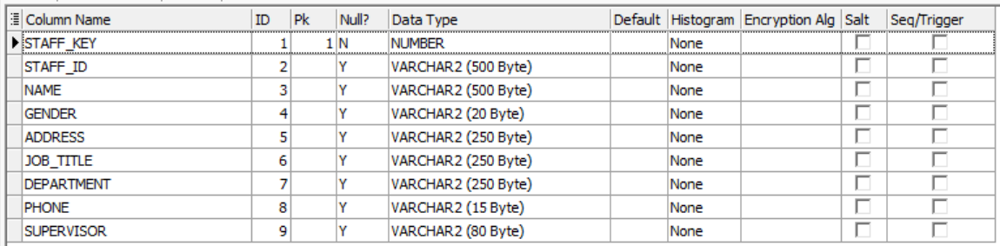 Column Name ID Pk Null? Data Type Default Histogram Encryption Alg Salt Seq/Trigger
STAFF_KEY 1 1 N NUMBER None
STAFF_ID 2 Y VARCHAR2 (500 Byte) None
NAME 3 Y VARCHAR2 (500 Byte) None
GENDER 4 Y VARCHAR2 (20 Byte) None
ADDRESS 5 Y VARCHAR2 (250 Byte) None
JOB_TITLE 6 Y VARCHAR2 (250 Byte) None
DEPARTMENT 7 Y VARCHAR2 (250 Byte) None
PHONE 8 Y VARCHAR2 (15 Byte) None
SUPERVISOR 9 Y VARCHAR2 (80 Byte) None